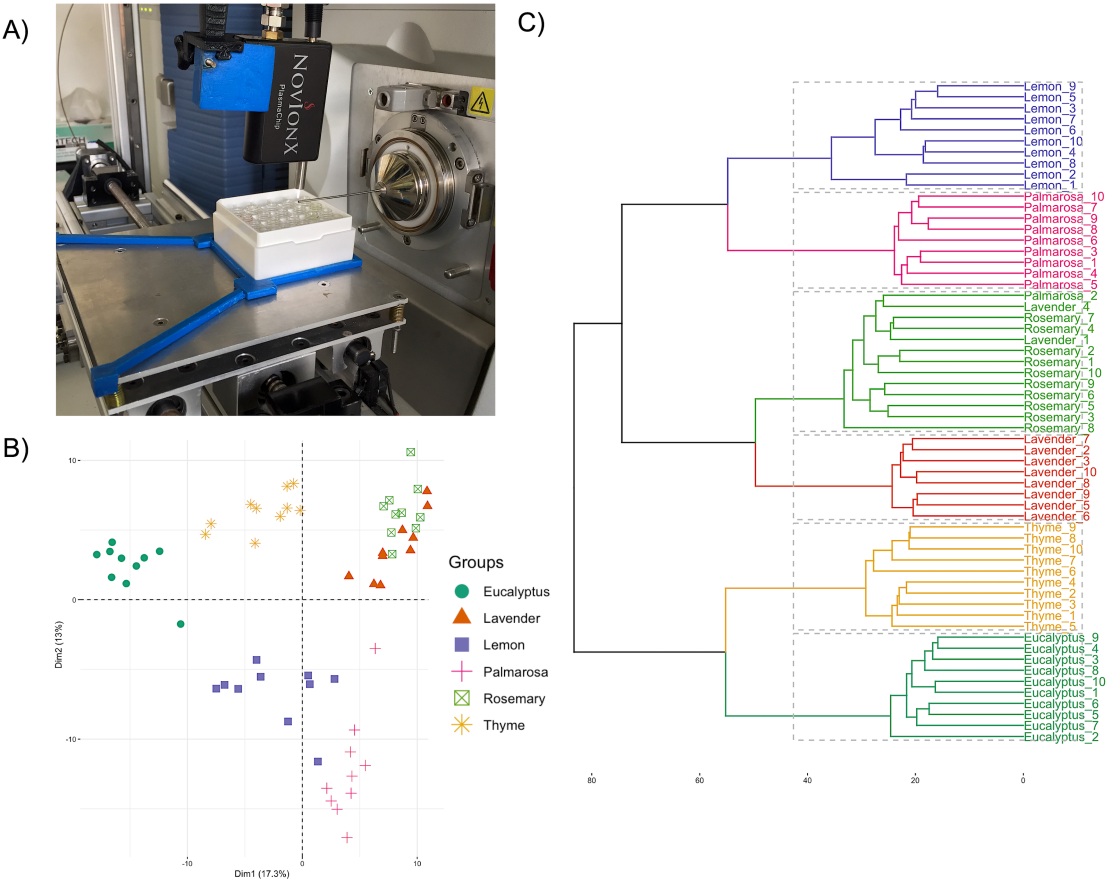 A)
NovIonX
PlasmaChip
B)
10
0
-10
-10
0
10
Dim2 (13%)
Dim1 (17.3%)
Groups
Eucalyptus
Lavender
Lemon
Palmarosa
Rosemary
Thyme
C)
Lemon_9
Lemon_5
Lemon_3
Lemon_7
Lemon_6
Lemon_10
Lemon_4
Lemon_8
Lemon_2
Lemon_1
Palmarosa_10
Palmarosa_7
Palmarosa_9
Palmarosa_8
Palmarosa_6
Palmarosa_3
Palmarosa_1
Palmarosa_4
Palmarosa_5
Palmarosa_2
Lavender_4
Rosemary_7
Rosemary_4
Lavender_1
Rosemary_2
Rosemary_1
Rosemary_10
Rosemary_9
Rosemary_6
Rosemary_5
Rosemary_3
Rosemary_8
Lavender_7
Lavender_2
Lavender_3
Lavender_10
Lavender_8
Lavender_9
Lavender_5
Lavender_6
Thyme_9
Thyme_8
Thyme_10
Thyme_7
Thyme_6
Thyme_4
Thyme_2
Thyme_3
Thyme_1
Thyme_5
Eucalyptus_9
Eucalyptus_4
Eucalyptus_3
Eucalyptus_8
Eucalyptus_10
Eucalyptus_1
Eucalyptus_6
Eucalyptus_5
Eucalyptus_7
Eucalyptus_2
80 60 40 20 0